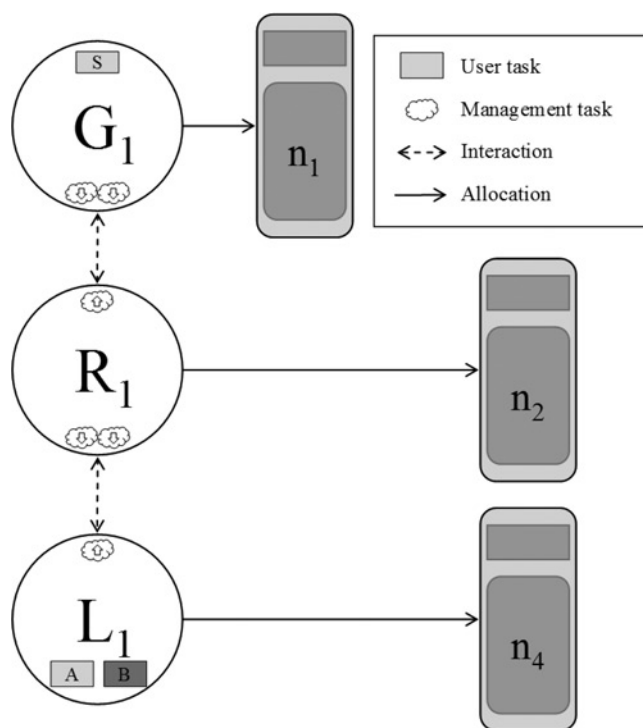 S
G₁
n₁
User task
Management task
Interaction
Allocation
R₁
n₂
L₁
A B
n₄